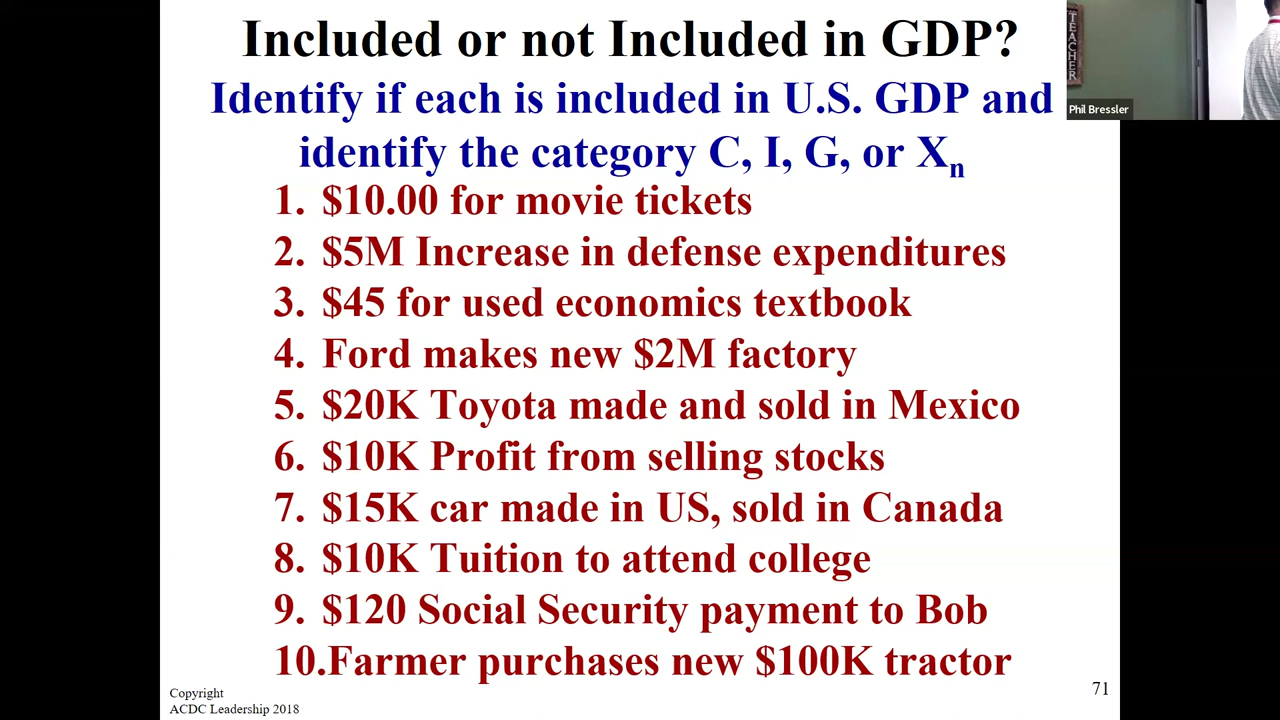 Included or not Included in GDP?
Identify if each is included in U.S. GDP and
identify the category C, I, G, or Xn
1. $10.00 for movie tickets
2. $5M Increase in defense expenditures
3. $45 for used economics textbook
4. Ford makes new $2M factory
5. $20K Toyota made and sold in Mexico
6. $10K Profit from selling stocks
7. $15K car made in US, sold in Canada
8. $10K Tuition to attend college
9. $120 Social Security payment to Bob
10.Farmer purchases new $100K tractor
Copyright
ACDC Leadership 2018
71
TEACHER
Phil Bressler